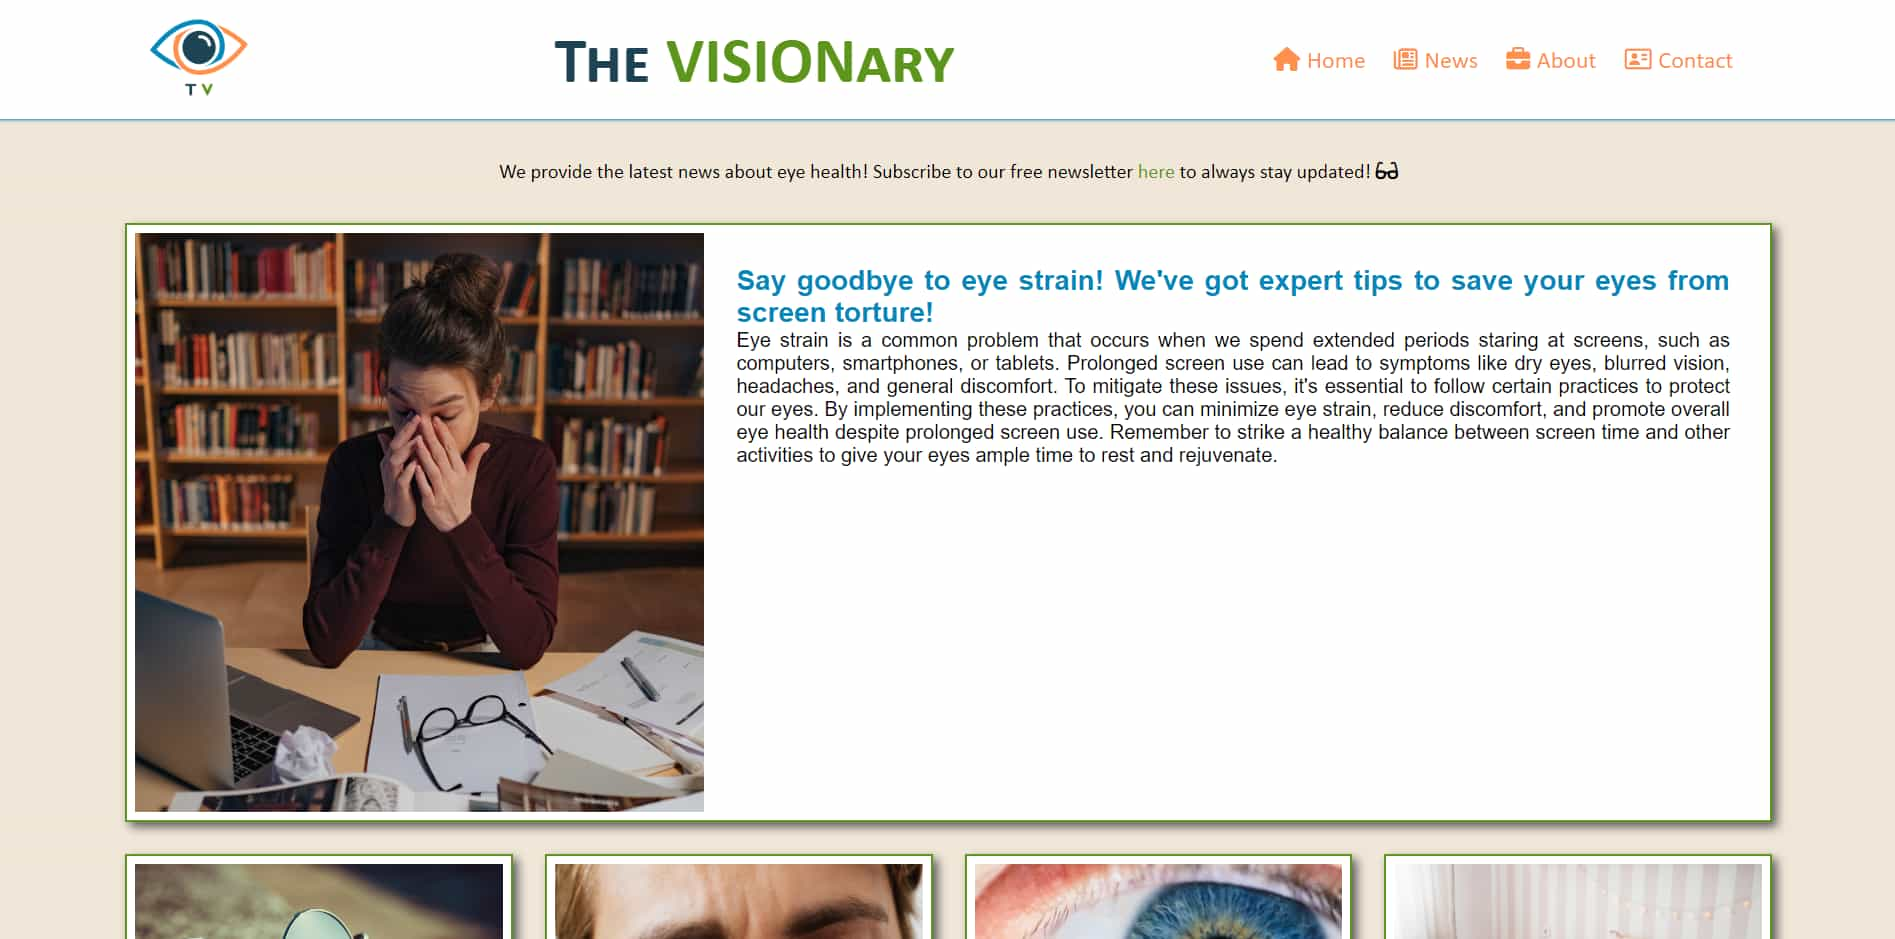 T V
The VISIONary
Home News About Contact
We provide the latest news about eye health! Subscribe to our free newsletter here to always stay updated!
Say goodbye to eye strain! We've got expert tips to save your eyes from
screen torture!
Eye strain is a common problem that occurs when we spend extended periods staring at screens, such as
computers, smartphones, or tablets. Prolonged screen use can lead to symptoms like dry eyes, blurred vision,
headaches, and general discomfort. To mitigate these issues, it's essential to follow certain practices to protect
our eyes. By implementing these practices, you can minimize eye strain, reduce discomfort, and promote overall
eye health despite prolonged screen use. Remember to strike a healthy balance between screen time and other
activities to give your eyes ample time to rest and rejuvenate.